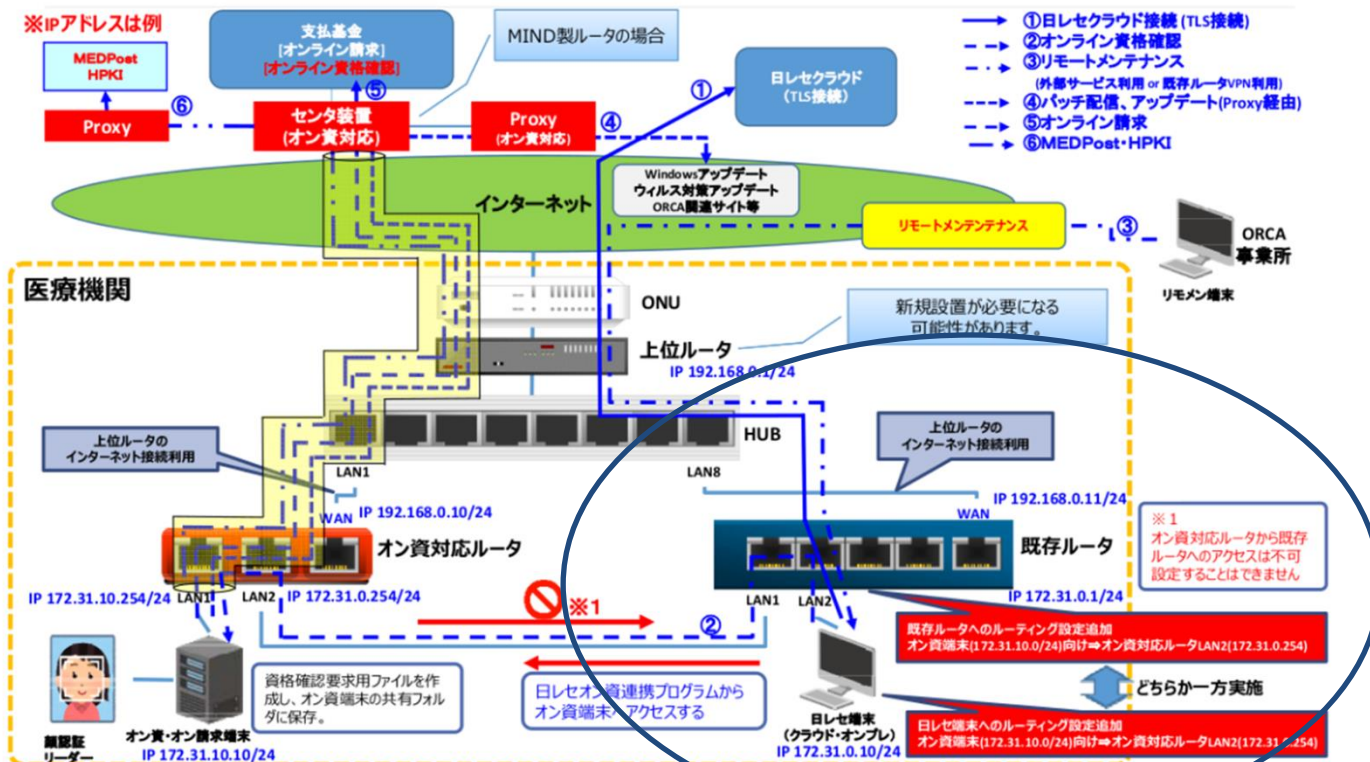 ※IPアドレスは例
MEDPost
HPKI
⑥
Proxy
支払基金
[オンライン請求]
[オンライン資格確認]
⑤
センタ装置
(オン資対応)
MIND製ルータの場合
Proxy
(オン資対応)
④
①
日レセクラウド
(TLS接続)
①日レセクラウド接続 (TLS接続)
②オンライン資格確認
③リモートメンテナンス
(外部サービス利用 or 既存ルータVPN利用)
④パッチ配信、アップデート(Proxy経由)
⑤オンライン請求
⑥MEDPost・HPKI
インターネット
Windowsアップデート
ウィルス対策アップデート
ORCA関連サイト等
リモートメンテンテナンス
③
ORCA
事業所
リモメン端末
医療機関
ONU
上位ルータ
IP 192.168.0.1/24
新規設置が必要になる
可能性があります。
HUB
LAN1
LAN8
上位ルータの
インターネット接続利用
上位ルータの
インターネット接続利用
WAN
IP 192.168.0.10/24
オン資対応ルータ
IP 172.31.10.254/24
LAN1
LAN2
IP 172.31.0.254/24
IP 192.168.0.11/24
WAN
既存ルータ
IP 172.31.0.1/24
LAN1
LAN2
※1
②
※ 1
オン資対応ルータから既存
ルータへのアクセスは不可
設定することはできません
既存ルータへのルーティング設定追加
オン資端末(172.31.10.0/24)向け⇒オン資対応ルータLAN2(172.31.0.254)
どちらか一方実施
日レセ端末へのルーティング設定追加
オン資端末(172.31.10.0/24)向け⇒オン資対応ルータLAN2(172.31.0.254)
顔認証
リーダー
オン資・オン請求端末
IP 172.31.10.10/24
資格確認要求用ファイルを作
成し、オン資端末の共有フォル
ダに保存。
日レセオン資連携プログラムから
オン資端末へアクセスする
日レセ端末
(クラウド・オンプレ)
IP 172.31.0.10/24